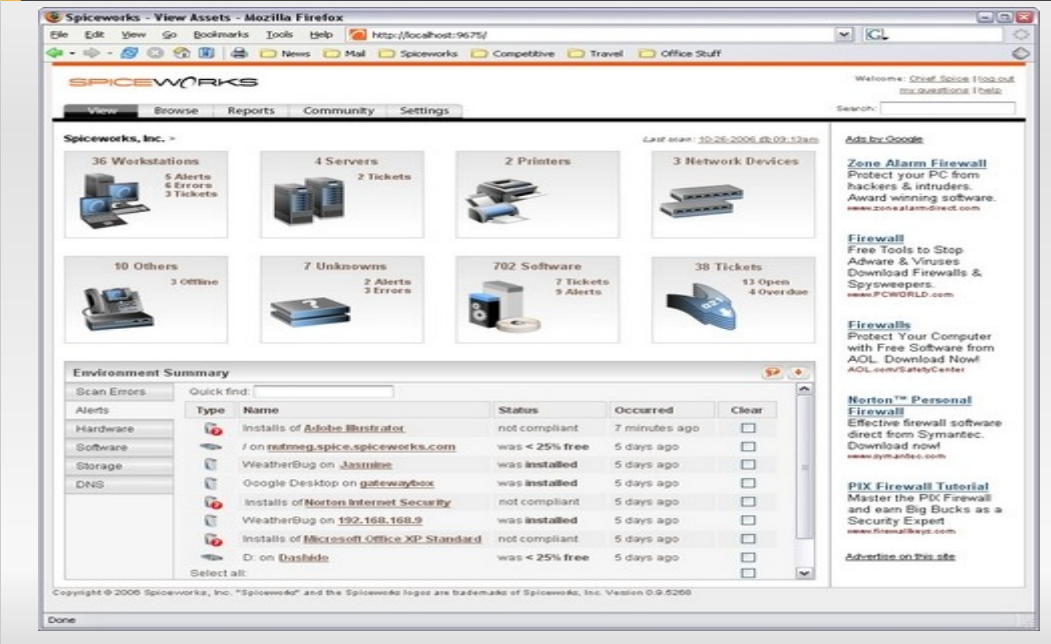 Spiceworks - View Assets - Mozilla Firefox
File Edit View Go Bookmarks Tools Help http://localhost:9675/
News Mail Spiceworks Competitive Travel Office Stuff
SPICEWORKS
Welcome: Chief Spice | log out
my questions | help
View Browse Reports Community Settings
Search:
Spiceworks, Inc. >
Last scan: 10-26-2006 @ 09:13am
36 Workstations
5 Alerts
6 Errors
3 Tickets
4 Servers
2 Tickets
2 Printers
3 Network Devices
10 Others
3 Offline
7 Unknowns
2 Alerts
3 Errors
702 Software
7 Tickets
9 Alerts
38 Tickets
13 Open
4 Overdue
Environment Summary
Scan Errors
Alerts
Hardware
Software
Storage
DNS
Quick find:
Type Name Status Occurred Clear
Installs of Adobe Illustrator not compliant 7 minutes ago
/ on nutmeg.spice.spiceworks.com was < 25% free 5 days ago
WeatherBug on Jasmine was installed 5 days ago
Google Desktop on gatewaybox was installed 5 days ago
Installs of Norton Internet Security not compliant 5 days ago
WeatherBug on 192.168.168.9 was installed 5 days ago
Installs of Microsoft Office XP Standard not compliant 5 days ago
D: on Dashido was < 25% free 5 days ago
Select all:
Ads by Google
Zone Alarm Firewall
Protect your PC from
hackers & intruders.
Award winning software.
www.zonealarmdirect.com
Firewall
Free Tools to Stop
Adware & Viruses
Download Firewalls &
Spysweepers.
www.PCWORLD.com
Firewalls
Protect Your Computer
with Free Software from
AOL. Download Now!
AOL.com/SafetyCenter
Norton™ Personal
Firewall
Effective firewall software
direct from Symantec.
Download now!
www.symantec.com
PIX Firewall Tutorial
Master the PIX Firewall
and earn Big Bucks as a
Security Expert
www.firewallkeys.com
Advertise on this site
Copyright © 2006 Spiceworks, Inc. "Spiceworks" and the Spiceworks logos are trademarks of Spiceworks, Inc. Version 0.9.5268
Done